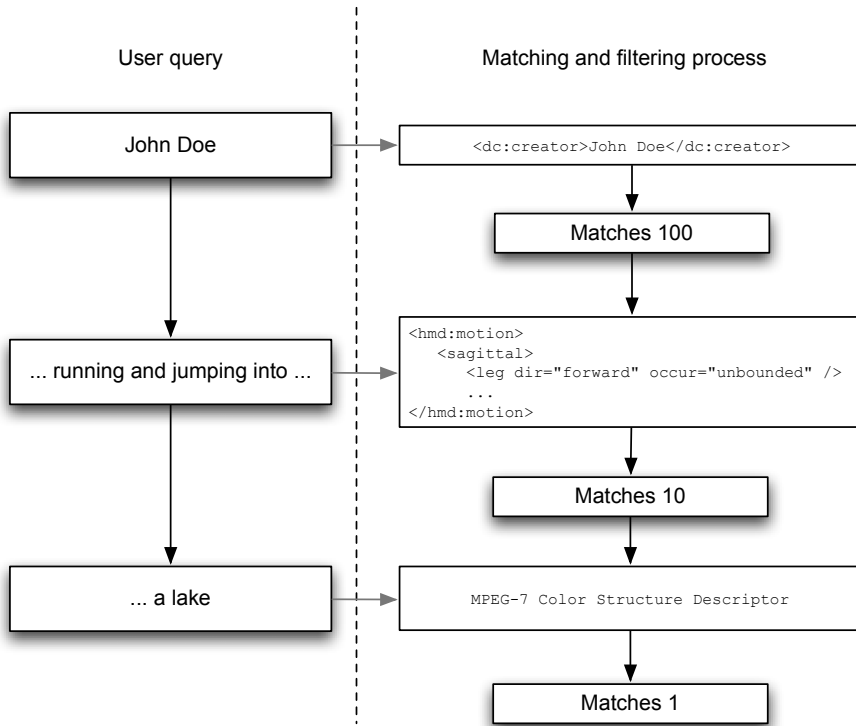 User query
Matching and filtering process
John Doe
<dc:creator>John Doe</dc:creator>
Matches 100
... running and jumping into ...
<hmd:motion>
<sagittal>
<leg dir="forward" occur="unbounded" />
...
</hmd:motion>
Matches 10
... a lake
MPEG-7 Color Structure Descriptor
Matches 1